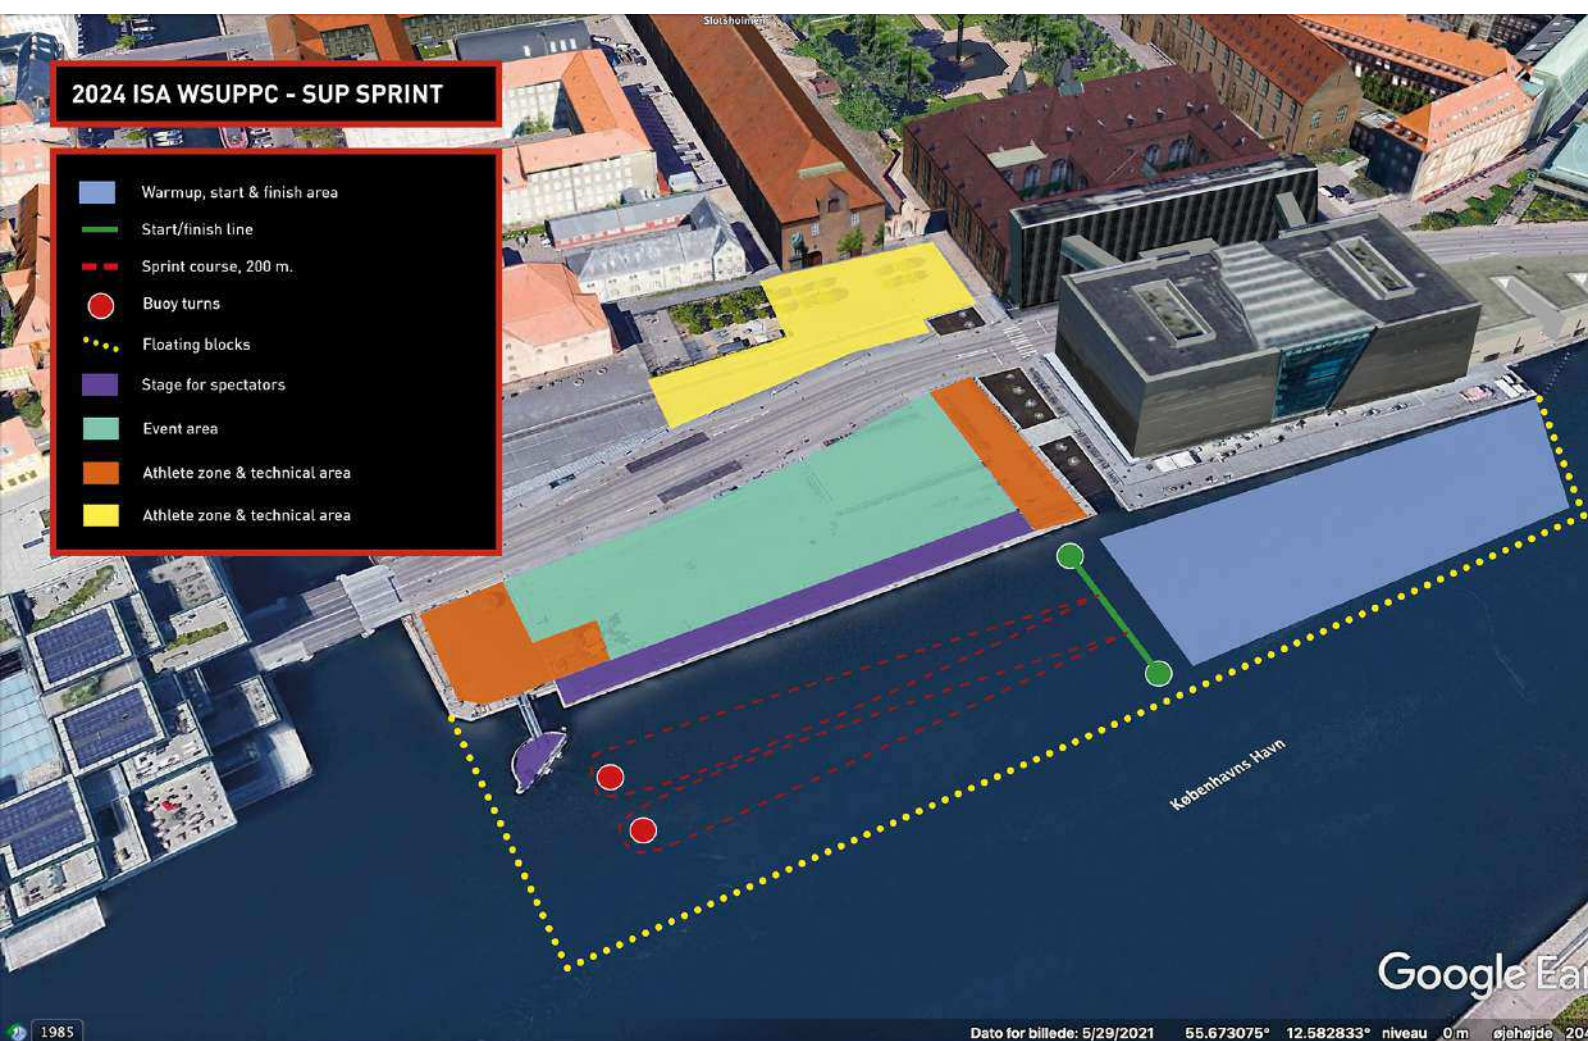 Slotsholmen
2024 ISA WSUPPC - SUP SPRINT
Warmup, start & finish area
Start/finish line
Sprint course, 200 m.
Buoy turns
Floating blocks
Stage for spectators
Event area
Athlete zone & technical area
Athlete zone & technical area
Københavns Havn
Google Ear
1985
Dato for billede: 5/29/2021 55.673075° 12.582833° niveau 0 m øjehøjde 204